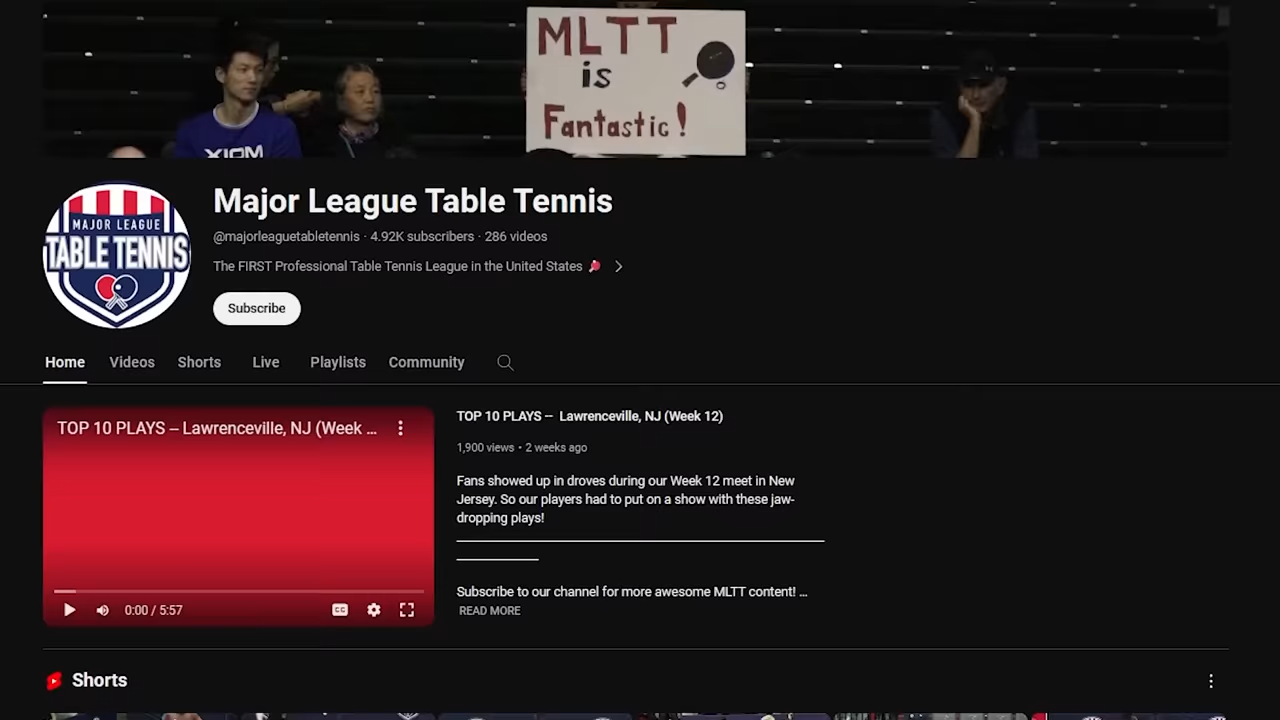 MLTT
is
Fantastic!
XIOM
MAJOR LEAGUE
TABLE TENNIS
Major League Table Tennis
@majorleaguetabletennis · 4.92K subscribers · 286 videos
The FIRST Professional Table Tennis League in the United States
Subscribe
Home Videos Shorts Live Playlists Community
TOP 10 PLAYS -- Lawrenceville, NJ (Week ...
CC
0:00 / 5:57
TOP 10 PLAYS -- Lawrenceville, NJ (Week 12)
1,900 views • 2 weeks ago
Fans showed up in droves during our Week 12 meet in New
Jersey. So our players had to put on a show with these jaw-
dropping plays!
Subscribe to our channel for more awesome MLTT content! ...
READ MORE
Shorts